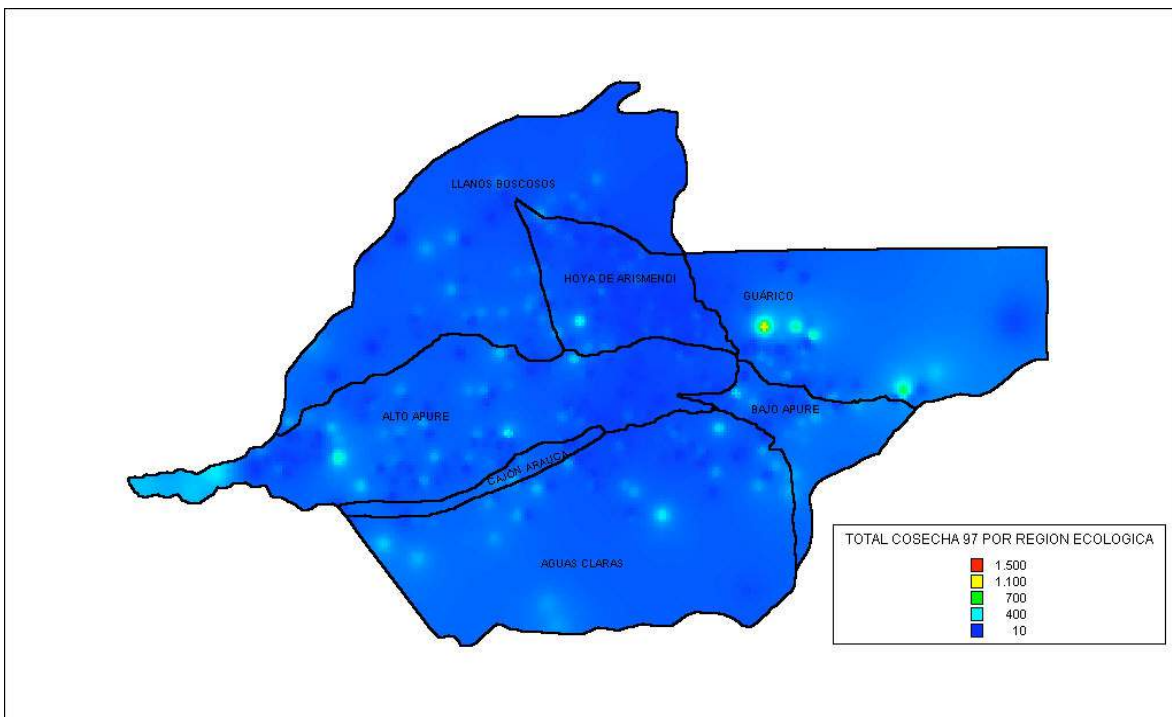 LLANOS BOSCOSOS
HOYA DE ARISMENDI
GUÁRICO
ALTO APURE
BAJO APURE
CAJÓN ARAUCA
AGUAS CLARAS
TOTAL COSECHA 97 POR REGION ECOLOGICA
1.500
1.100
700
400
10